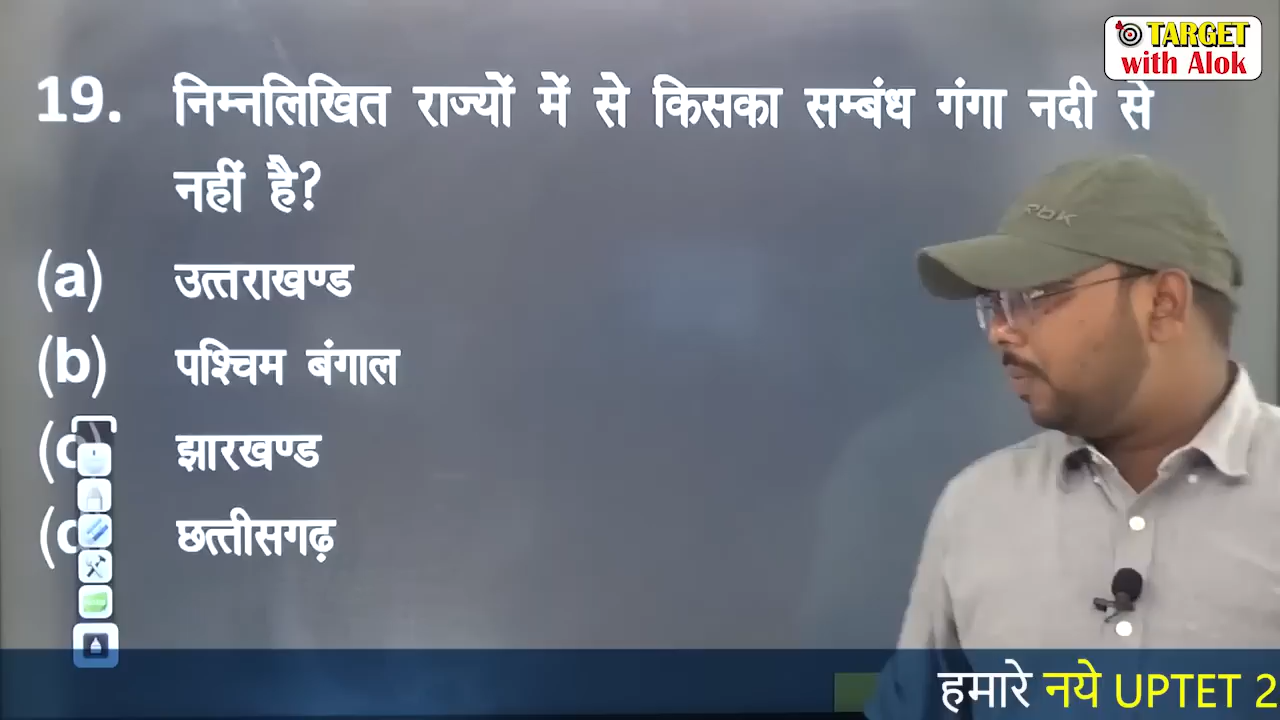 TARGET
with Alok
19. निम्नलिखित राज्यों में से किसका सम्बंध गंगा नदी से
नहीं है?
(a) उत्तराखण्ड
(b) पश्चिम बंगाल
(c झारखण्ड
(d छत्तीसगढ़
हमारे नये UPTET 2